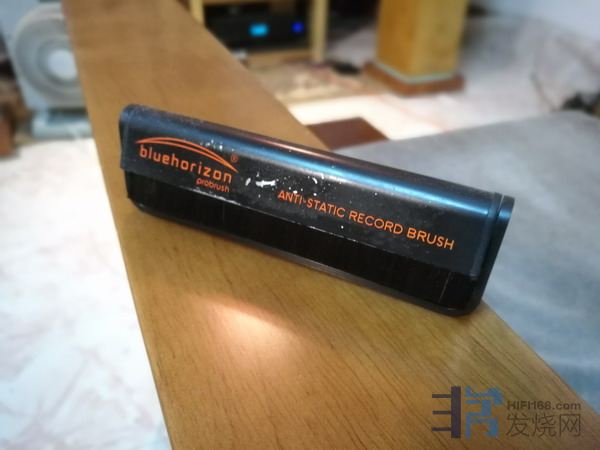 bluehorizon®
probrush
ANTI-STATIC RECORD BRUSH
HIFI168.com
发烧网